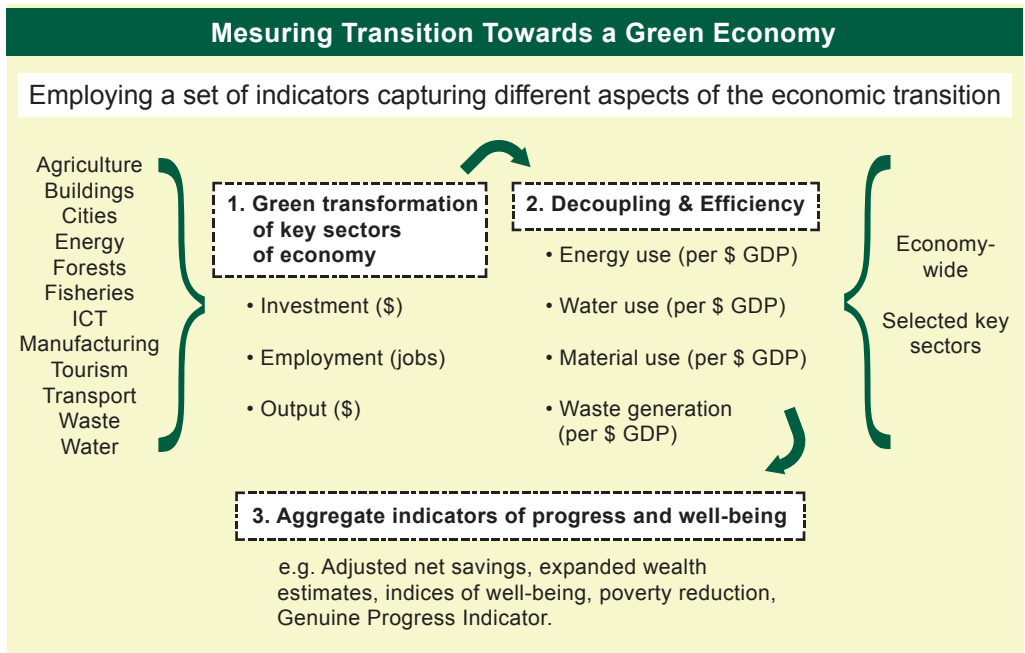 Mesuring Transition Towards a Green Economy
Employing a set of indicators capturing different aspects of the economic transition
Agriculture
Buildings
Cities
Energy
Forests
Fisheries
ICT
Manufacturing
Tourism
Transport
Waste
Water
1. Green transformation
of key sectors
of economy
• Investment ($)
• Employment (jobs)
• Output ($)
2. Decoupling & Efficiency
• Energy use (per $ GDP)
• Water use (per $ GDP)
• Material use (per $ GDP)
• Waste generation
(per $ GDP)
Economy-
wide
Selected key
sectors
3. Aggregate indicators of progress and well-being
e.g. Adjusted net savings, expanded wealth
estimates, indices of well-being, poverty reduction,
Genuine Progress Indicator.